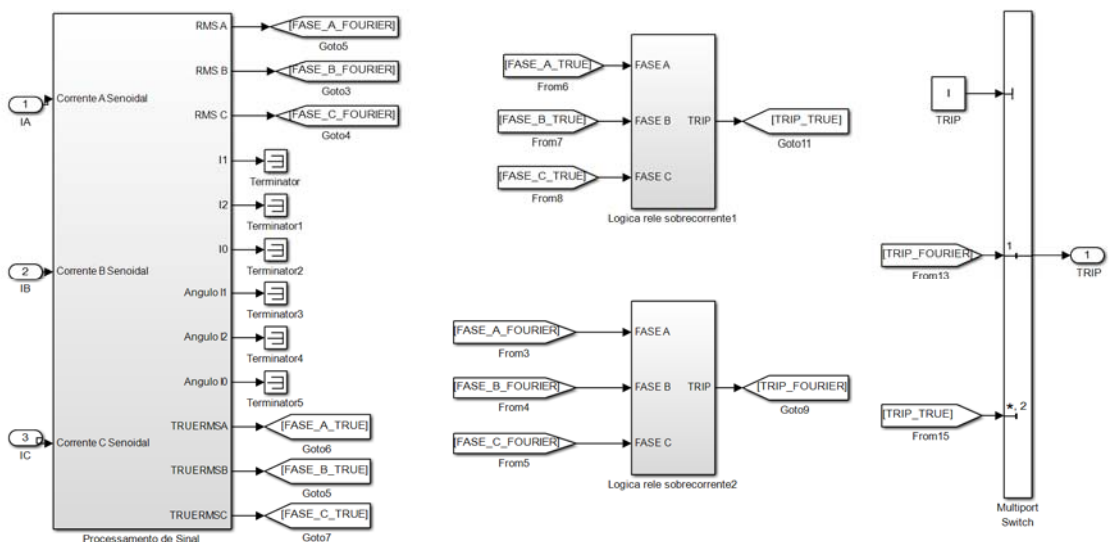 1
IA
2
IB
3
IC
Corrente A Senoidal
Corrente B Senoidal
Corrente C Senoidal
RMS A
RMS B
RMS C
I1
I2
I0
Angulo I1
Angulo I2
Angulo I0
TRUERMSA
TRUERMSB
TRUERMSC
Processamento de Sinal
[FASE_A_FOURIER]
Goto5
[FASE_B_FOURIER]
Goto3
[FASE_C_FOURIER]
Goto4
Terminator
Terminator1
Terminator2
Terminator3
Terminator4
Terminator5
[FASE_A_TRUE]
Goto6
[FASE_B_TRUE]
Goto5
[FASE_C_TRUE]
Goto7
[FASE_A_TRUE]
From6
[FASE_B_TRUE]
From7
[FASE_C_TRUE]
From8
FASE A
FASE B
FASE C
TRIP
Logica rele sobrecorrente1
[TRIP_TRUE]
Goto11
[FASE_A_FOURIER]
From3
[FASE_B_FOURIER]
From4
[FASE_C_FOURIER]
From5
FASE A
FASE B
FASE C
TRIP
Logica rele sobrecorrente2
[TRIP_FOURIER]
Goto9
I
TRIP
[TRIP_FOURIER]
From13
[TRIP_TRUE]
From15
1
*, 2
Multiport
Switch
1
TRIP